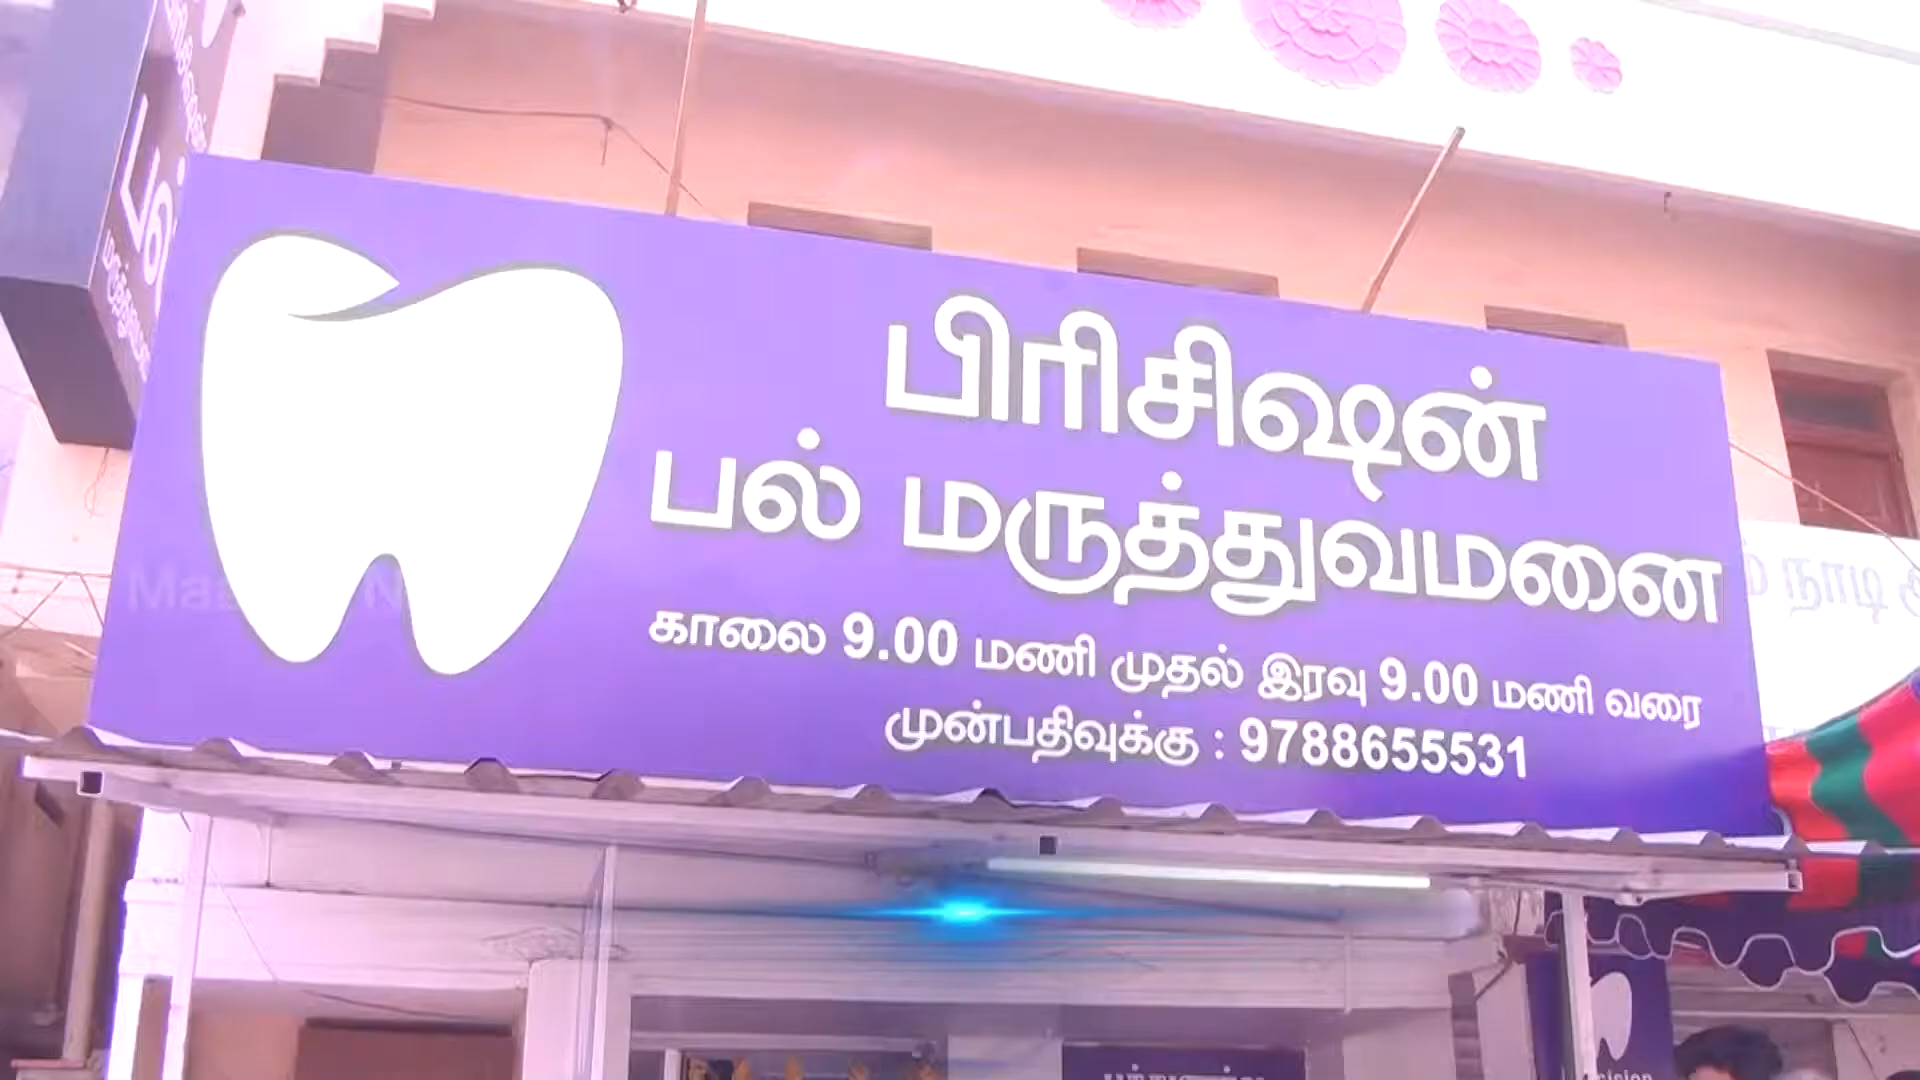 பிரிசிஷன்
பல் மருத்துவமனை
காலை 9.00 மணி முதல் இரவு 9.00 மணி வரை
முன்பதிவுக்கு : 9788655531